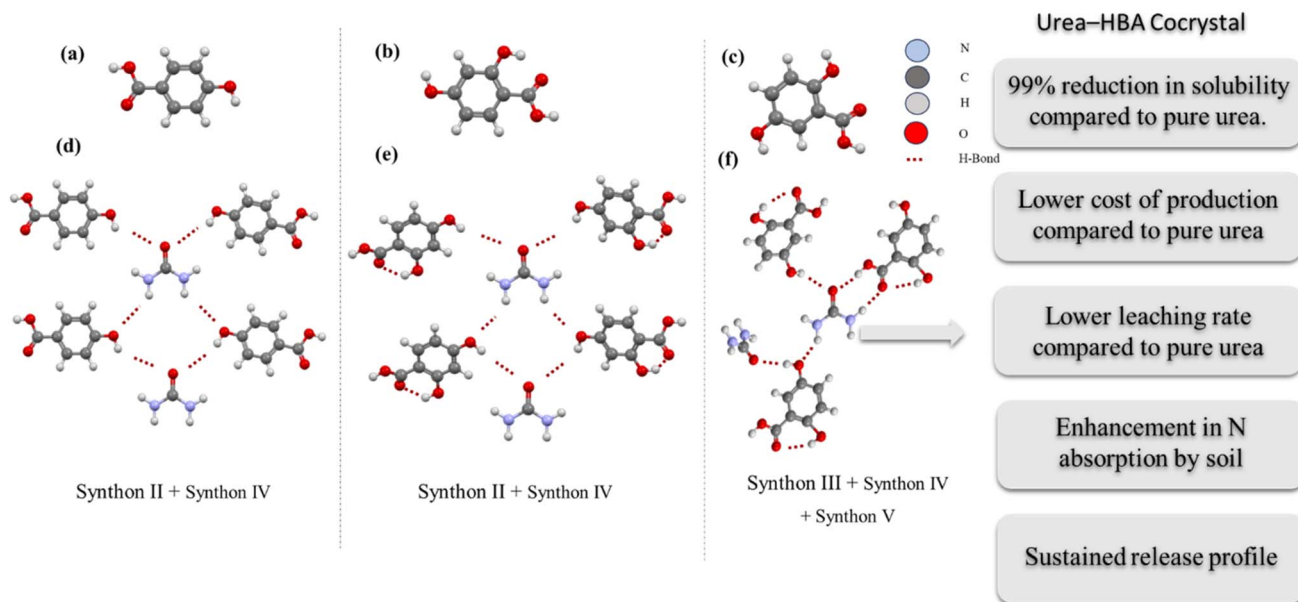 (a)
(b)
(c)
N
C
H
O
H-Bond
(d)
(e)
(f)
Synthon II + Synthon IV
Synthon II + Synthon IV
Synthon III + Synthon IV
+ Synthon V
Urea–HBA Cocrystal
99% reduction in solubility
compared to pure urea.
Lower cost of production
compared to pure urea
Lower leaching rate
compared to pure urea
Enhancement in N
absorption by soil
Sustained release profile